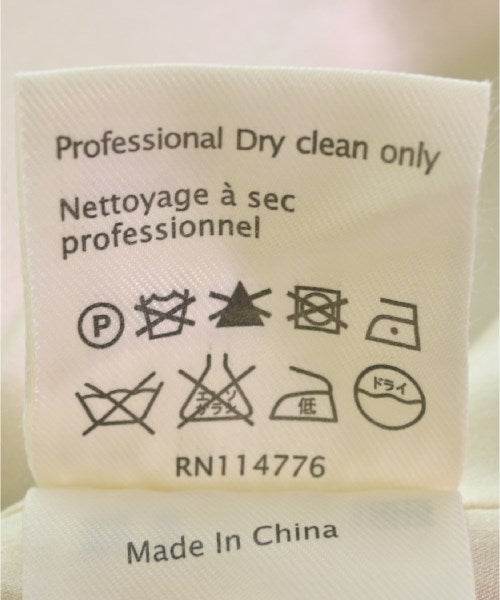 Professional Dry clean only
Nettoyage à sec
professionnel
P
エンソ
サラシ
低
ドライ
RN114776
Made In China